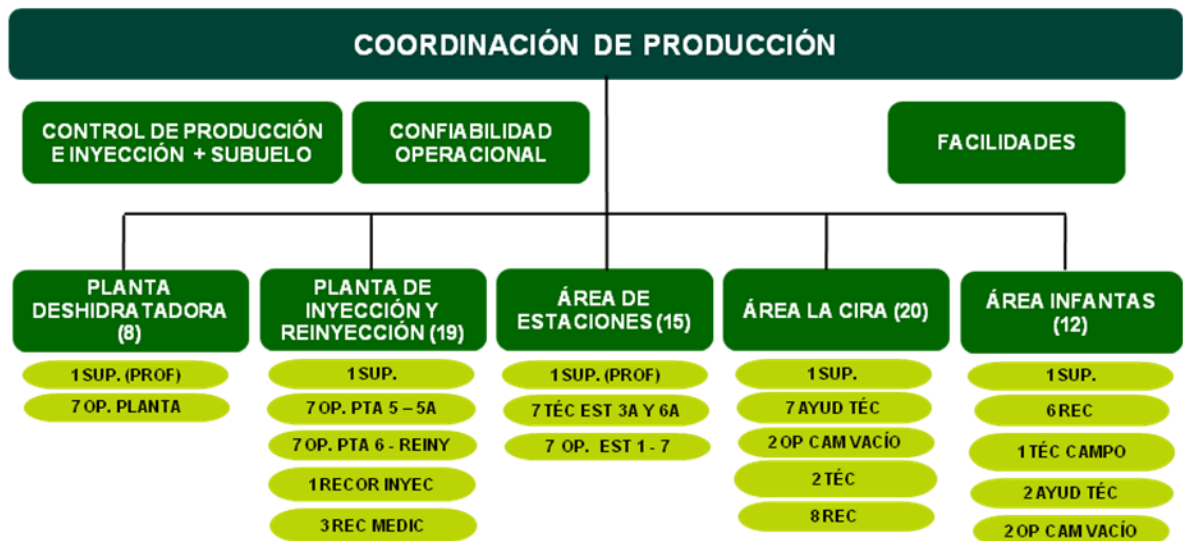 COORDINACIÓN DE PRODUCCIÓN
CONTROL DE PRODUCCIÓN
E INYECCIÓN + SUBUELO
CONFIABILIDAD
OPERACIONAL
FACILIDADES
PLANTA
DESHIDRATADORA
(8)
1 SUP. (PROF)
7 OP. PLANTA
PLANTA DE
INYECCIÓN Y
REINYECCIÓN (19)
1 SUP.
7 OP. PTA 5 – 5A
7 OP. PTA 6 - REINY
1 RECOR INYEC
3 REC MEDIC
ÁREA DE
ESTACIONES (15)
1 SUP. (PROF)
7 TÉC EST 3A Y 6A
7 OP. EST 1 - 7
ÁREA LA CIRA (20)
1 SUP.
7 AYUD TÉC
2 OP CAM VACÍO
2 TÉC
8 REC
ÁREA INFANTAS
(12)
1 SUP.
6 REC
1 TÉC CAMPO
2 AYUD TÉC
2 OP CAM VACÍO